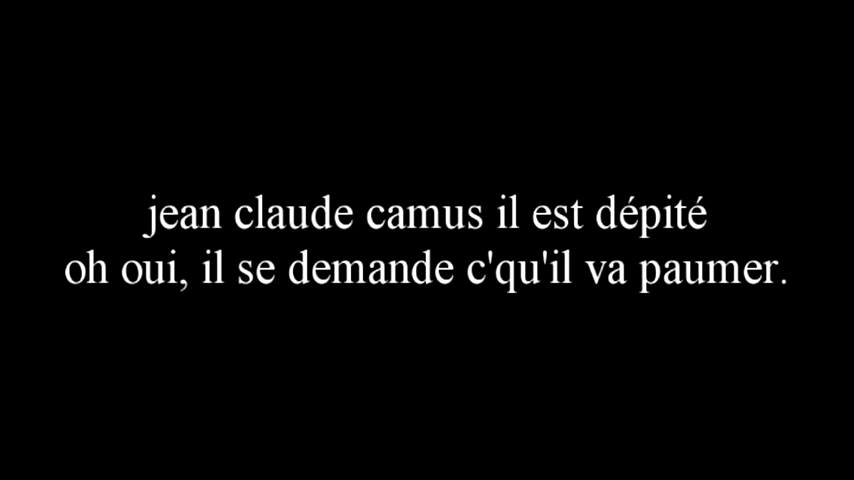 jean claude camus il est dépité
oh oui, il se demande c'qu'il va paumer.